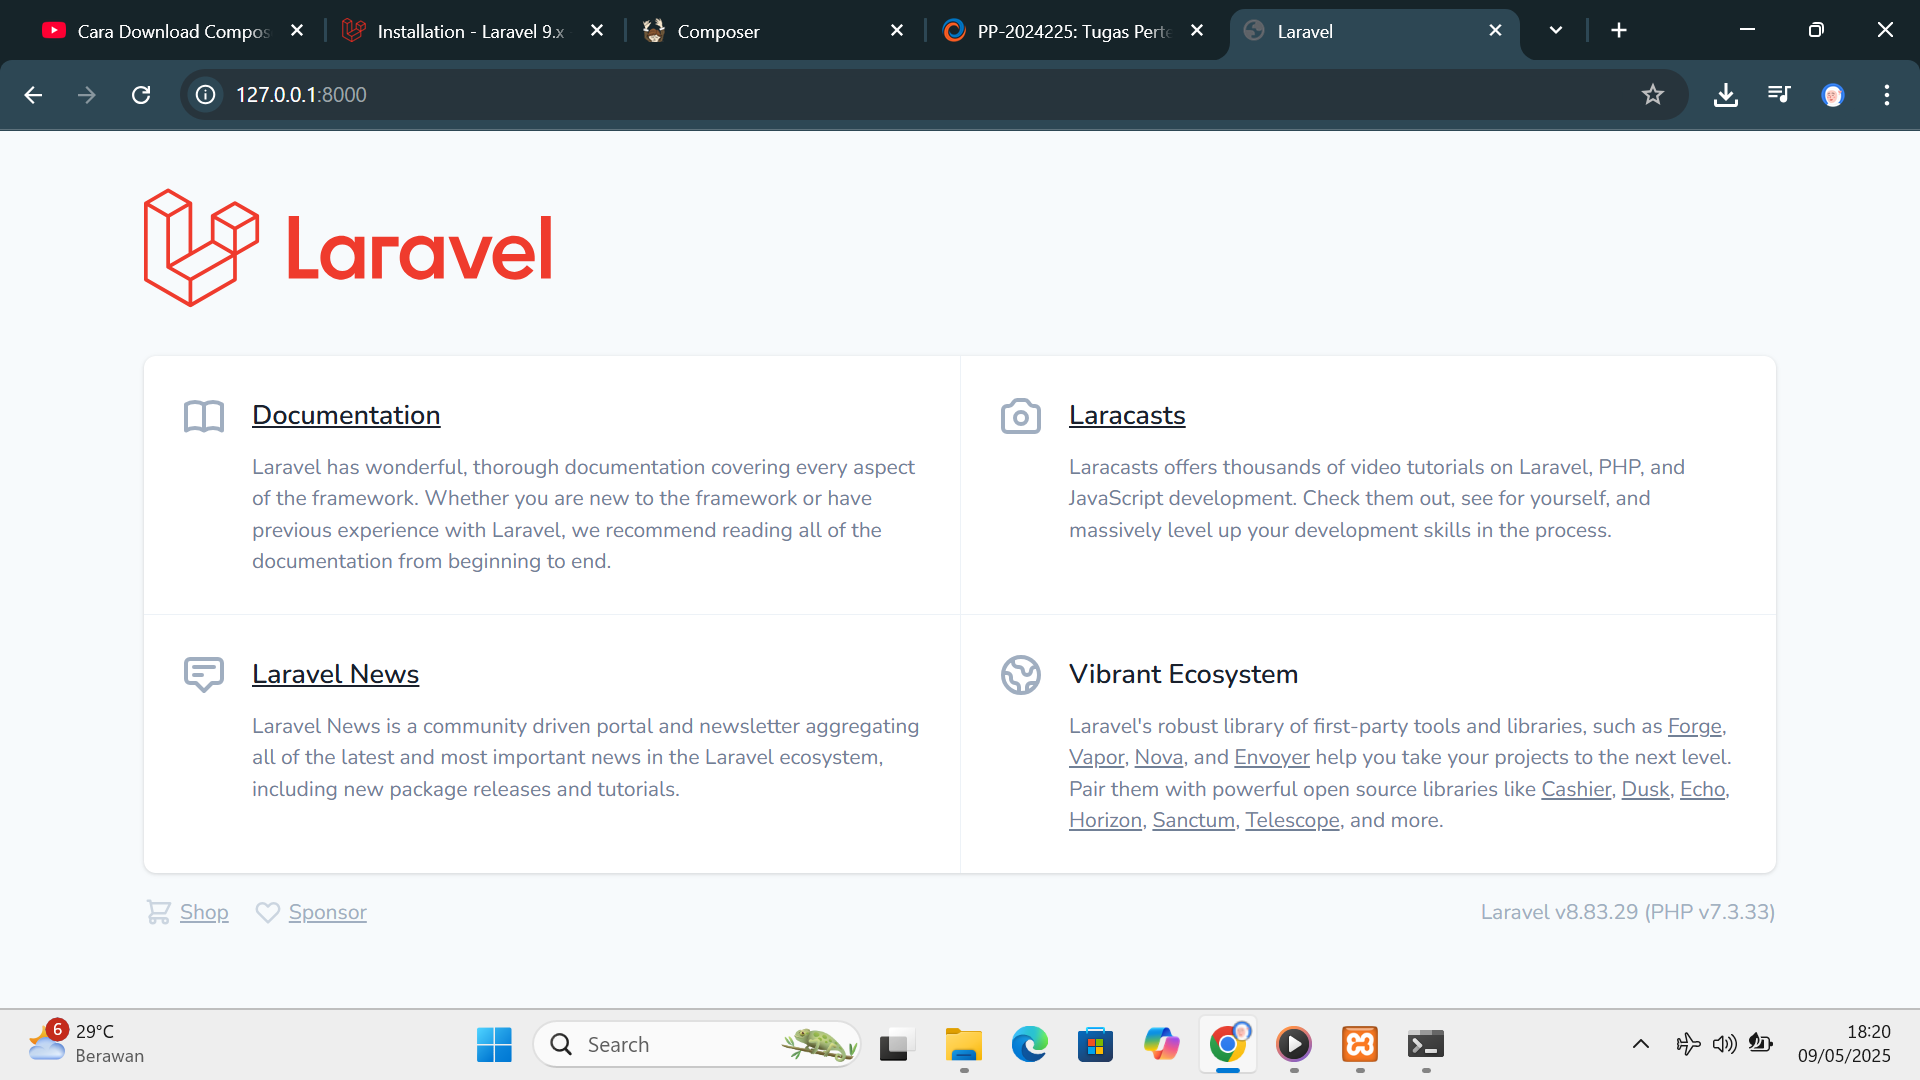 Cara Download Compos
Installation - Laravel 9.x
Composer
PP-2024225: Tugas Perte
Laravel
127.0.0.1:8000
Laravel
Documentation
Laravel has wonderful, thorough documentation covering every aspect
of the framework. Whether you are new to the framework or have
previous experience with Laravel, we recommend reading all of the
documentation from beginning to end.
Laracasts
Laracasts offers thousands of video tutorials on Laravel, PHP, and
JavaScript development. Check them out, see for yourself, and
massively level up your development skills in the process.
Laravel News
Laravel News is a community driven portal and newsletter aggregating
all of the latest and most important news in the Laravel ecosystem,
including new package releases and tutorials.
Vibrant Ecosystem
Laravel's robust library of first-party tools and libraries, such as Forge,
Vapor, Nova, and Envoyer help you take your projects to the next level.
Pair them with powerful open source libraries like Cashier, Dusk, Echo,
Horizon, Sanctum, Telescope, and more.
Shop
Sponsor
Laravel v8.83.29 (PHP v7.3.33)
6
29°C
Berawan
Search
18:20
09/05/2025